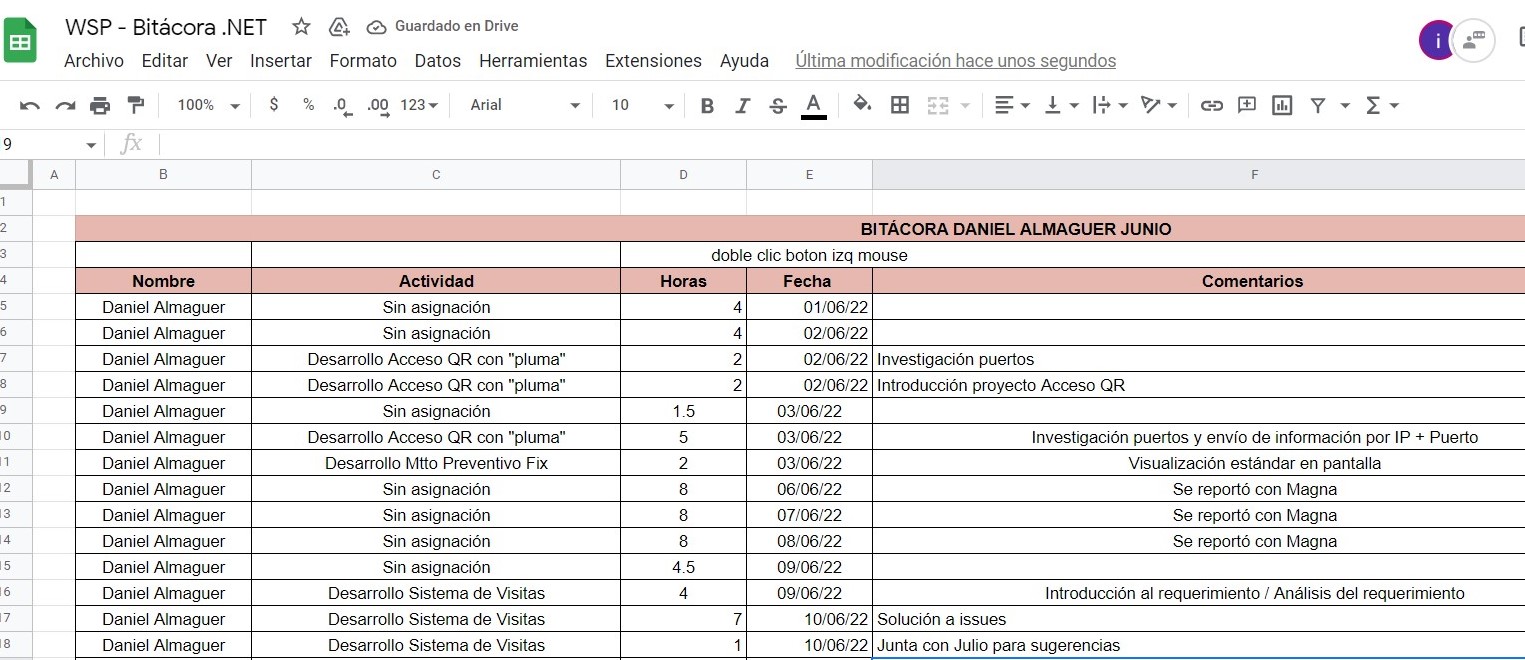 WSP - Bitácora .NET Guardado en Drive
Archivo Editar Ver Insertar Formato Datos Herramientas Extensiones Ayuda Última modificación hace unos segundos
i
100% $ % .0 .00 123 Arial 10 B I S A Σ
9 fx
A B C D E F
1
2 BITÁCORA DANIEL ALMAGUER JUNIO
3 doble clic boton izq mouse
4 Nombre Actividad Horas Fecha Comentarios
5 Daniel Almaguer Sin asignación 4 01/06/22
6 Daniel Almaguer Sin asignación 4 02/06/22
7 Daniel Almaguer Desarrollo Acceso QR con "pluma" 2 02/06/22 Investigación puertos
8 Daniel Almaguer Desarrollo Acceso QR con "pluma" 2 02/06/22 Introducción proyecto Acceso QR
9 Daniel Almaguer Sin asignación 1.5 03/06/22
10 Daniel Almaguer Desarrollo Acceso QR con "pluma" 5 03/06/22 Investigación puertos y envío de información por IP + Puerto
11 Daniel Almaguer Desarrollo Mtto Preventivo Fix 2 03/06/22 Visualización estándar en pantalla
12 Daniel Almaguer Sin asignación 8 06/06/22 Se reportó con Magna
13 Daniel Almaguer Sin asignación 8 07/06/22 Se reportó con Magna
14 Daniel Almaguer Sin asignación 8 08/06/22 Se reportó con Magna
15 Daniel Almaguer Sin asignación 4.5 09/06/22
16 Daniel Almaguer Desarrollo Sistema de Visitas 4 09/06/22 Introducción al requerimiento / Análisis del requerimiento
17 Daniel Almaguer Desarrollo Sistema de Visitas 7 10/06/22 Solución a issues
18 Daniel Almaguer Desarrollo Sistema de Visitas 1 10/06/22 Junta con Julio para sugerencias